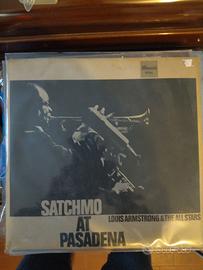 SATCHMO
AT
PASADENA
LOUIS ARMSTRONG & THE ALL STARS